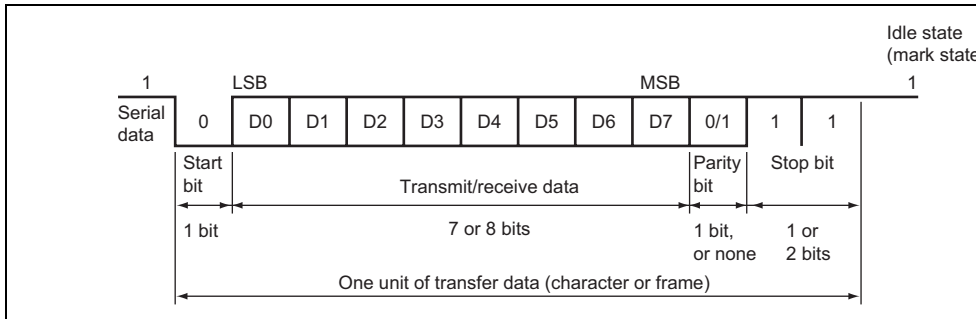 Idle state
(mark state
1 LSB MSB 1
Serial
data
0 D0 D1 D2 D3 D4 D5 D6 D7 0/1 1 1
Start
bit
Transmit/receive data
Parity
bit
Stop bit
1 bit
7 or 8 bits
1 bit,
or none
1 or
2 bits
One unit of transfer data (character or frame)